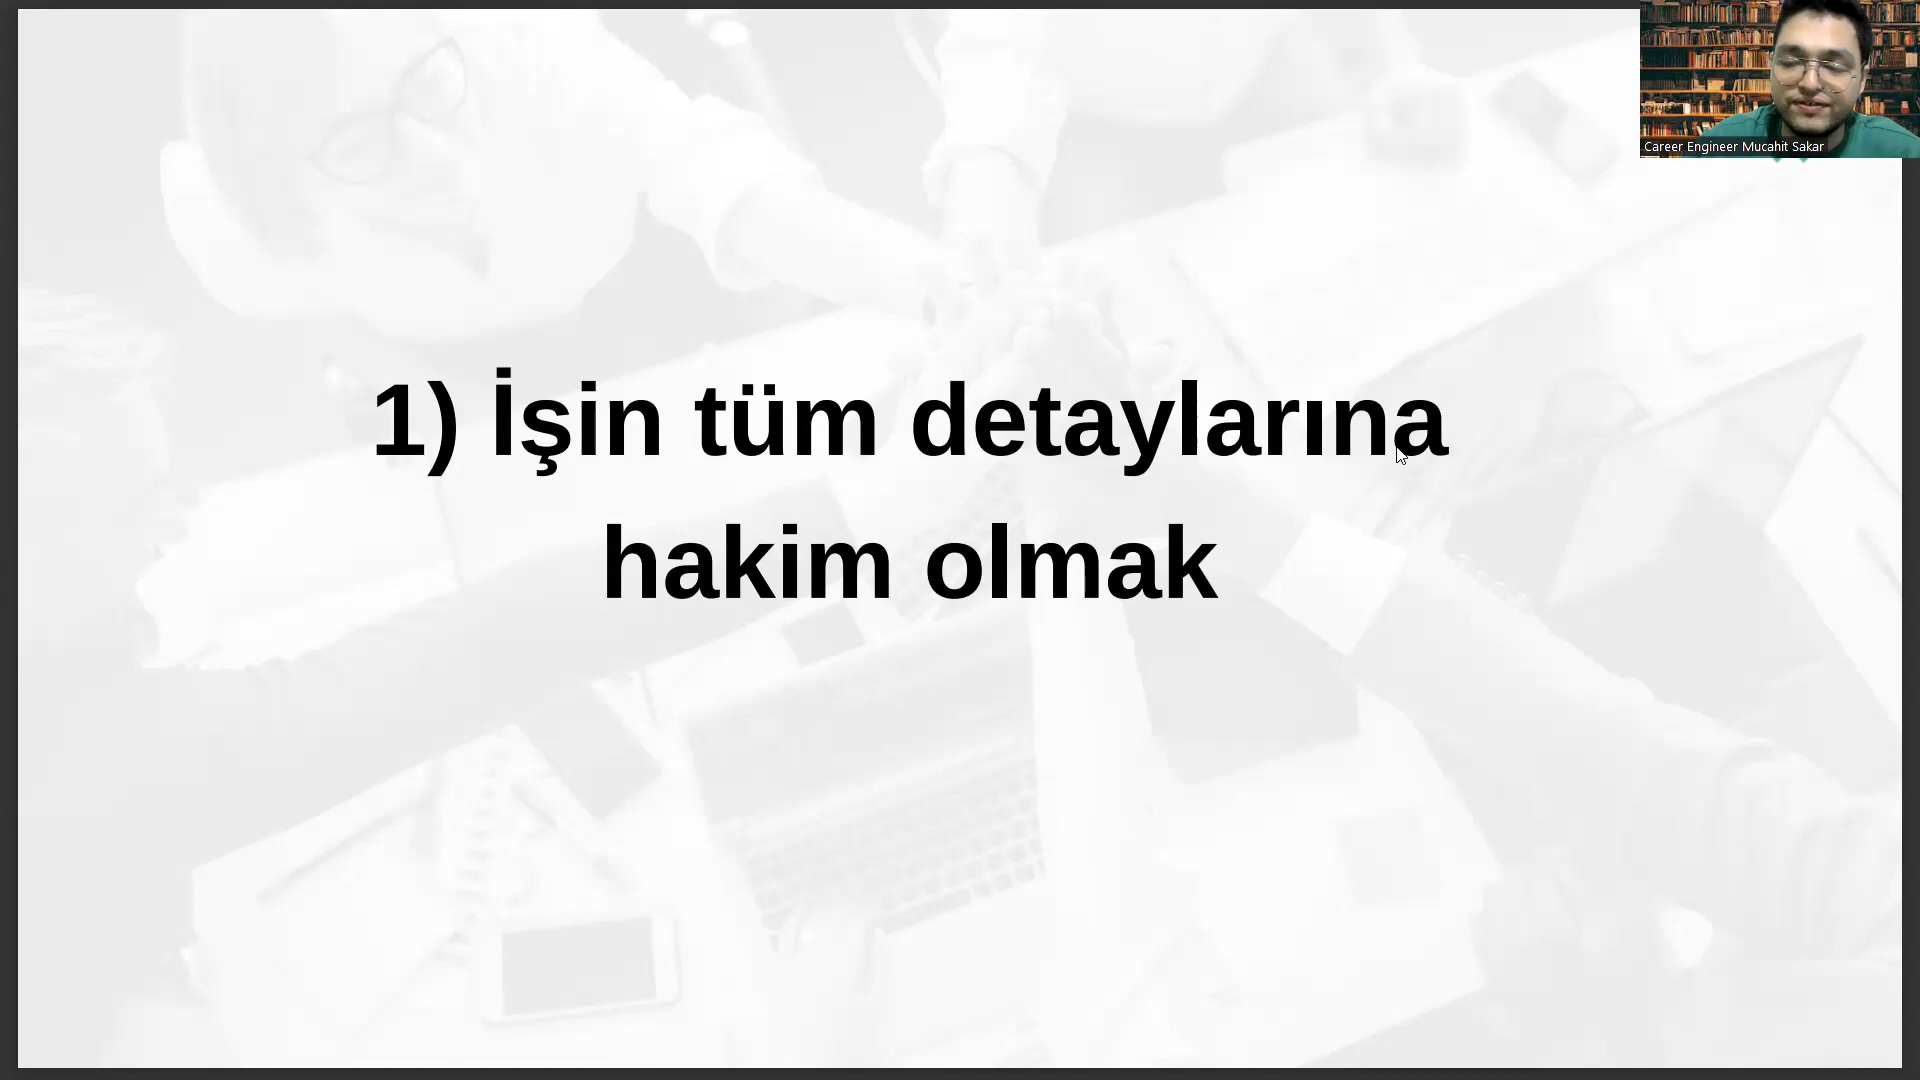 Career Engineer Mucahit Sakar
1) İşin tüm detaylarına
hakim olmak